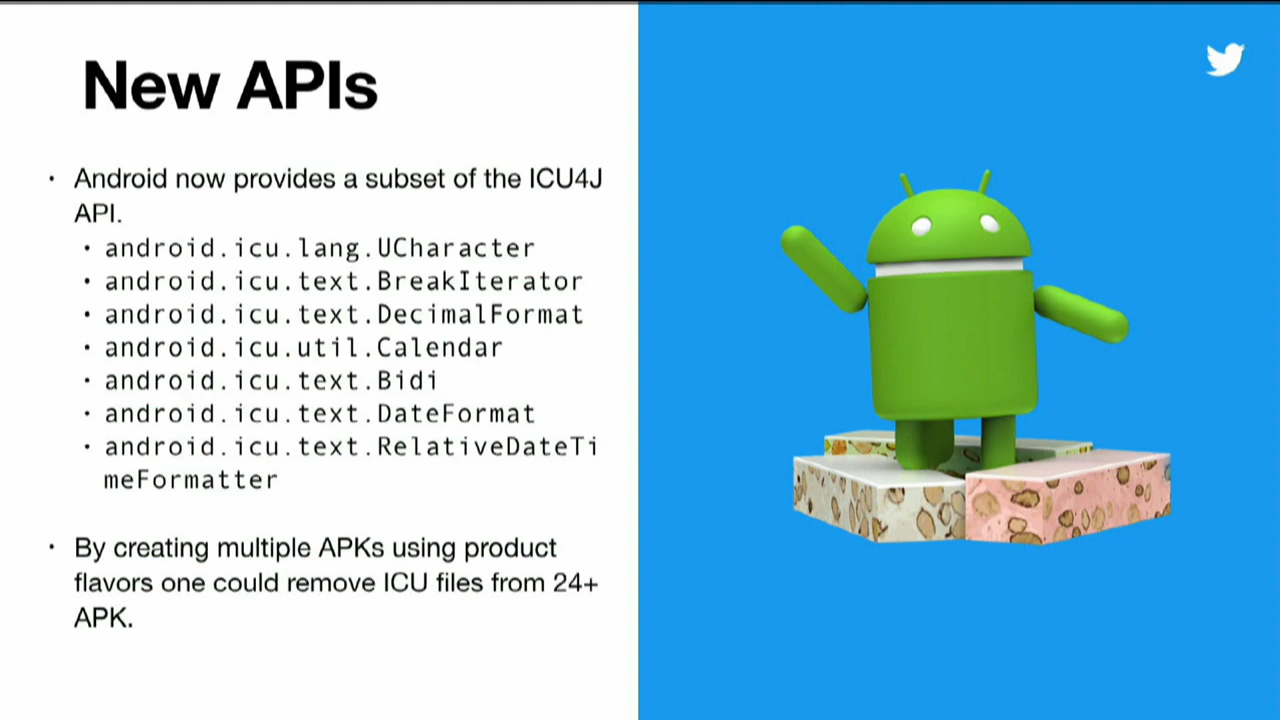 New APIs
• Android now provides a subset of the ICU4J
API.
• android.icu.lang.UCharacter
• android.icu.text.BreakIterator
• android.icu.text.DecimalFormat
• android.icu.util.Calendar
• android.icu.text.Bidi
• android.icu.text.DateFormat
• android.icu.text.RelativeDateTi
meFormatter
• By creating multiple APKs using product
flavors one could remove ICU files from 24+
APK.